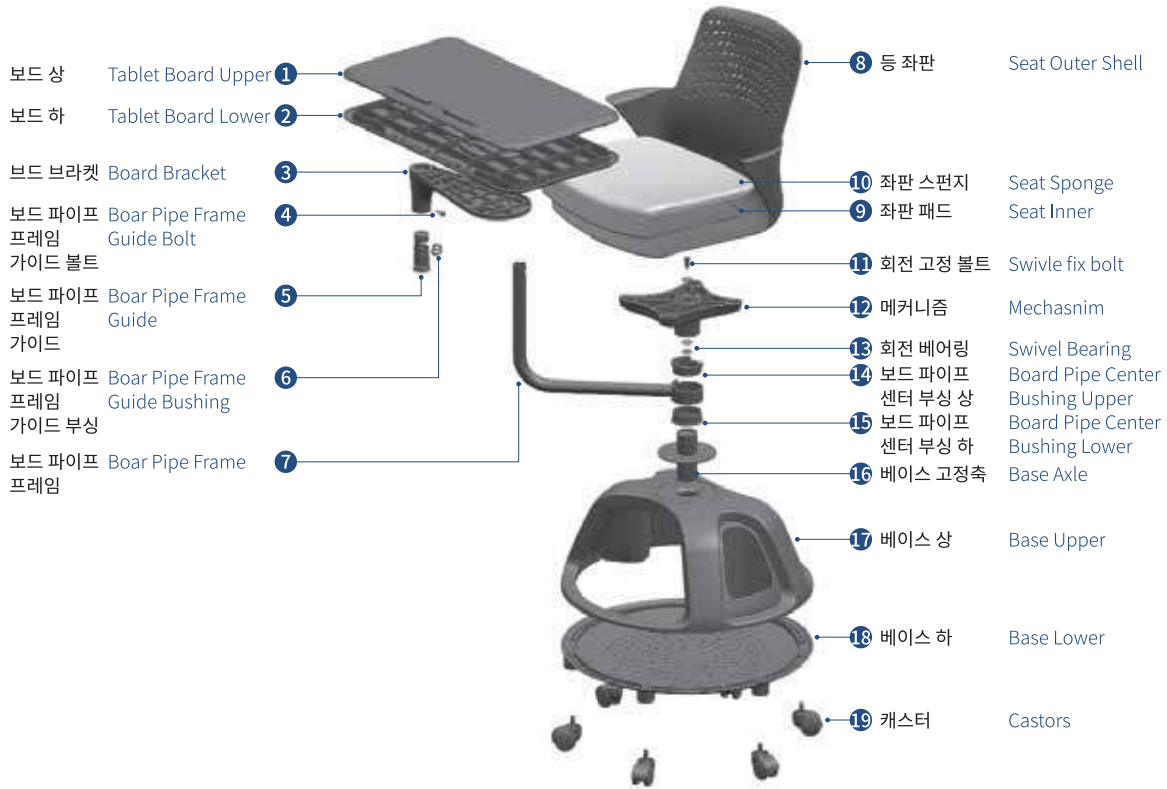 보드 상 Tablet Board Upper 1
보드 하 Tablet Board Lower 2
브드 브라켓 Board Bracket 3
보드 파이프 Boar Pipe Frame 4
프레임 Guide Bolt
가이드 볼트
보드 파이프 Boar Pipe Frame 5
프레임 Guide
가이드
보드 파이프 Boar Pipe Frame 6
프레임 Guide Bushing
가이드 부싱
보드 파이프 Boar Pipe Frame 7
프레임
8 등 좌판 Seat Outer Shell
10 좌판 스펀지 Seat Sponge
9 좌판 패드 Seat Inner
11 회전 고정 볼트 Swivle fix bolt
12 메커니즘 Mechasnim
13 회전 베어링 Swivel Bearing
14 보드 파이프 Board Pipe Center
센터 부싱 상 Bushing Upper
15 보드 파이프 Board Pipe Center
센터 부싱 하 Bushing Lower
16 베이스 고정축 Base Axle
17 베이스 상 Base Upper
18 베이스 하 Base Lower
19 캐스터 Castors